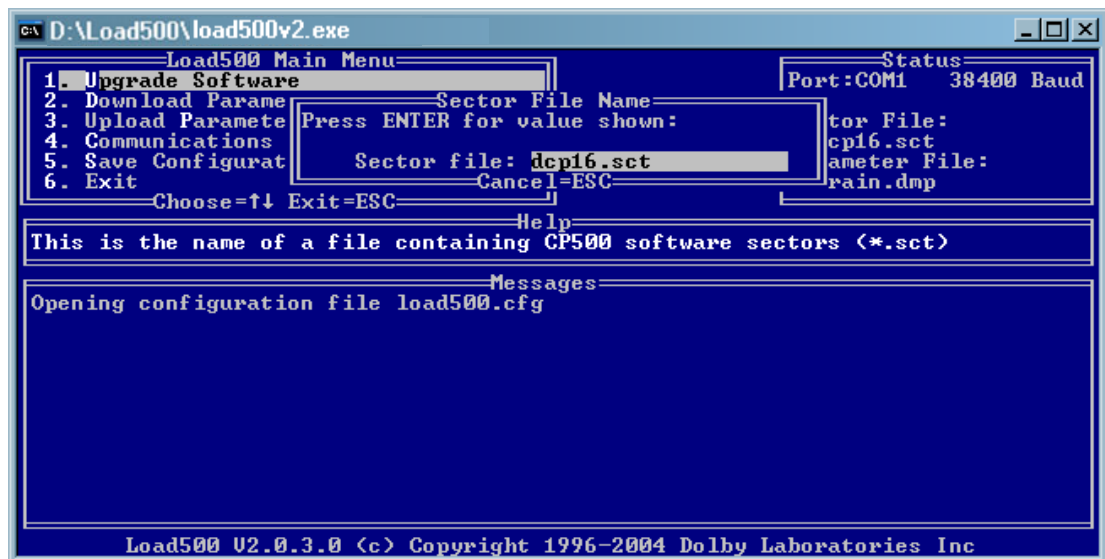 D:\Load500\load500v2.exe
Load500 Main Menu
1. Upgrade Software
2. Download Parame
3. Upload Paramete
4. Communications
5. Save Configurat
6. Exit
Choose=↑↓ Exit=ESC
Sector File Name
Press ENTER for value shown:
Sector file: dcp16.sct
Cancel=ESC
Status
Port:COM1 38400 Baud
tor File:
cp16.sct
ameter File:
rain.dmp
Help
This is the name of a file containing CP500 software sectors (*.sct)
Messages
Opening configuration file load500.cfg
Load500 V2.0.3.0 (c) Copyright 1996-2004 Dolby Laboratories Inc